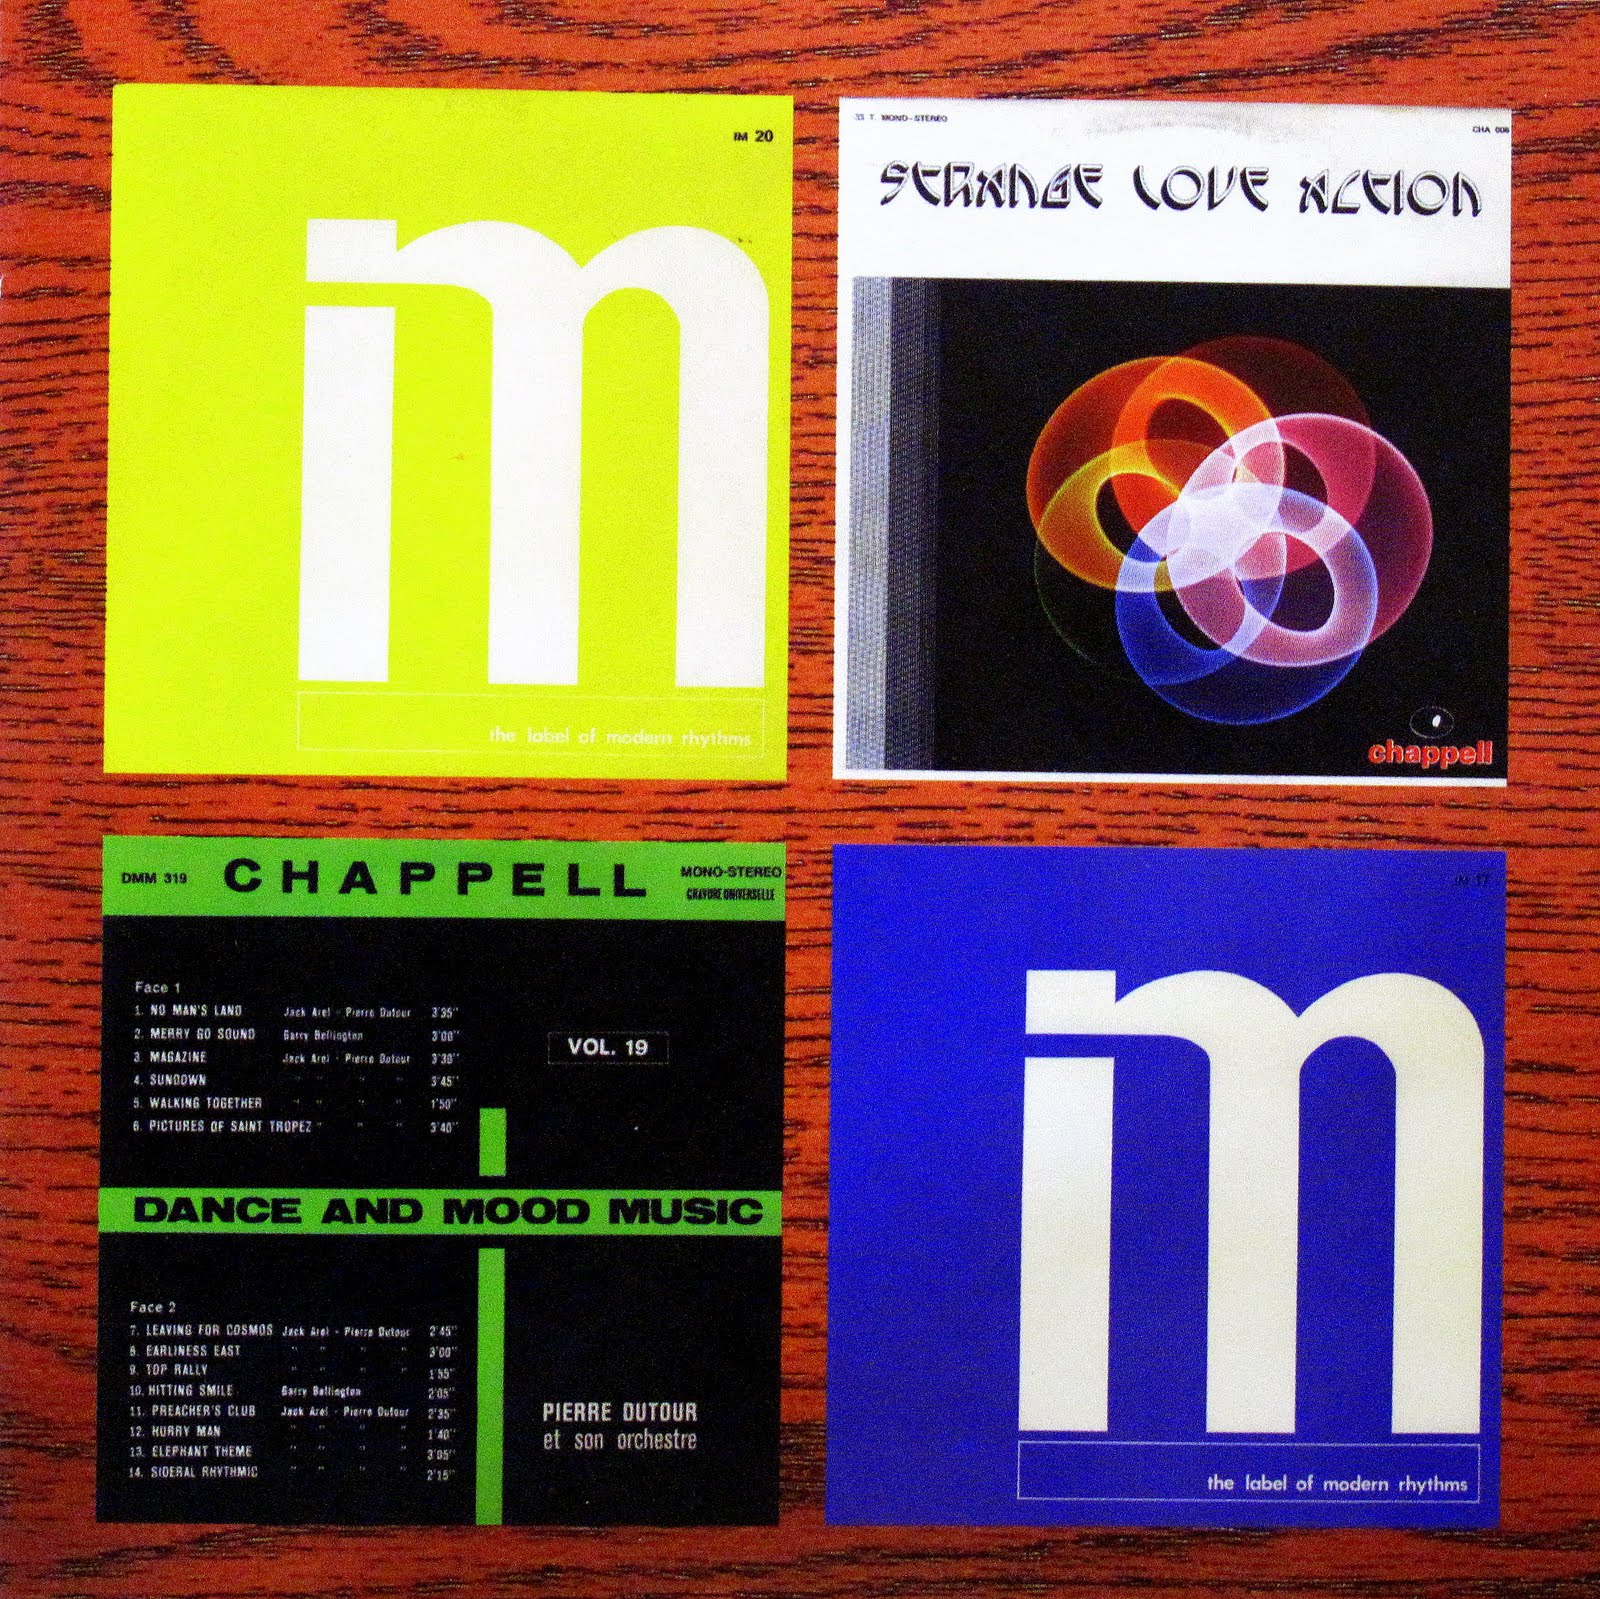 IM 20
im
the label of modern rhythms
33 T. MONO-STEREO
CHA 006
STRANGE LOVE ACTION
chappell
DMM 319 CHAPPELL MONO-STEREO
GRAVURE UNIVERSELLE
Face 1
1. NO MAN'S LAND Jack Arel - Pierre Dutour 3'35"
2. MERRY GO SOUND Garry Bellington 3'00"
3. MAGAZINE Jack Arel - Pierre Dutour 3'30"
4. SUNDOWN " " " " 3'45"
5. WALKING TOGETHER " " " " 1'50"
6. PICTURES OF SAINT TROPEZ " " " 3'40"
VOL. 19
DANCE AND MOOD MUSIC
Face 2
7. LEAVING FOR COSMOS Jack Arel - Pierre Dutour 2'45"
8. EARLINESS EAST " " " " 3'00"
9. TOP RALLY " " " " 1'55"
10. HITTING SMILE Garry Bellington 2'05"
11. PREACHER'S CLUB Jack Arel - Pierre Dutour 2'35"
12. HURRY MAN " " " " 1'40"
13. ELEPHANT THEME " " " " 3'05"
14. SIDERAL RHYTHMIC " " " " 2'15"
PIERRE DUTOUR
et son orchestre
IM 17
im
the label of modern rhythms